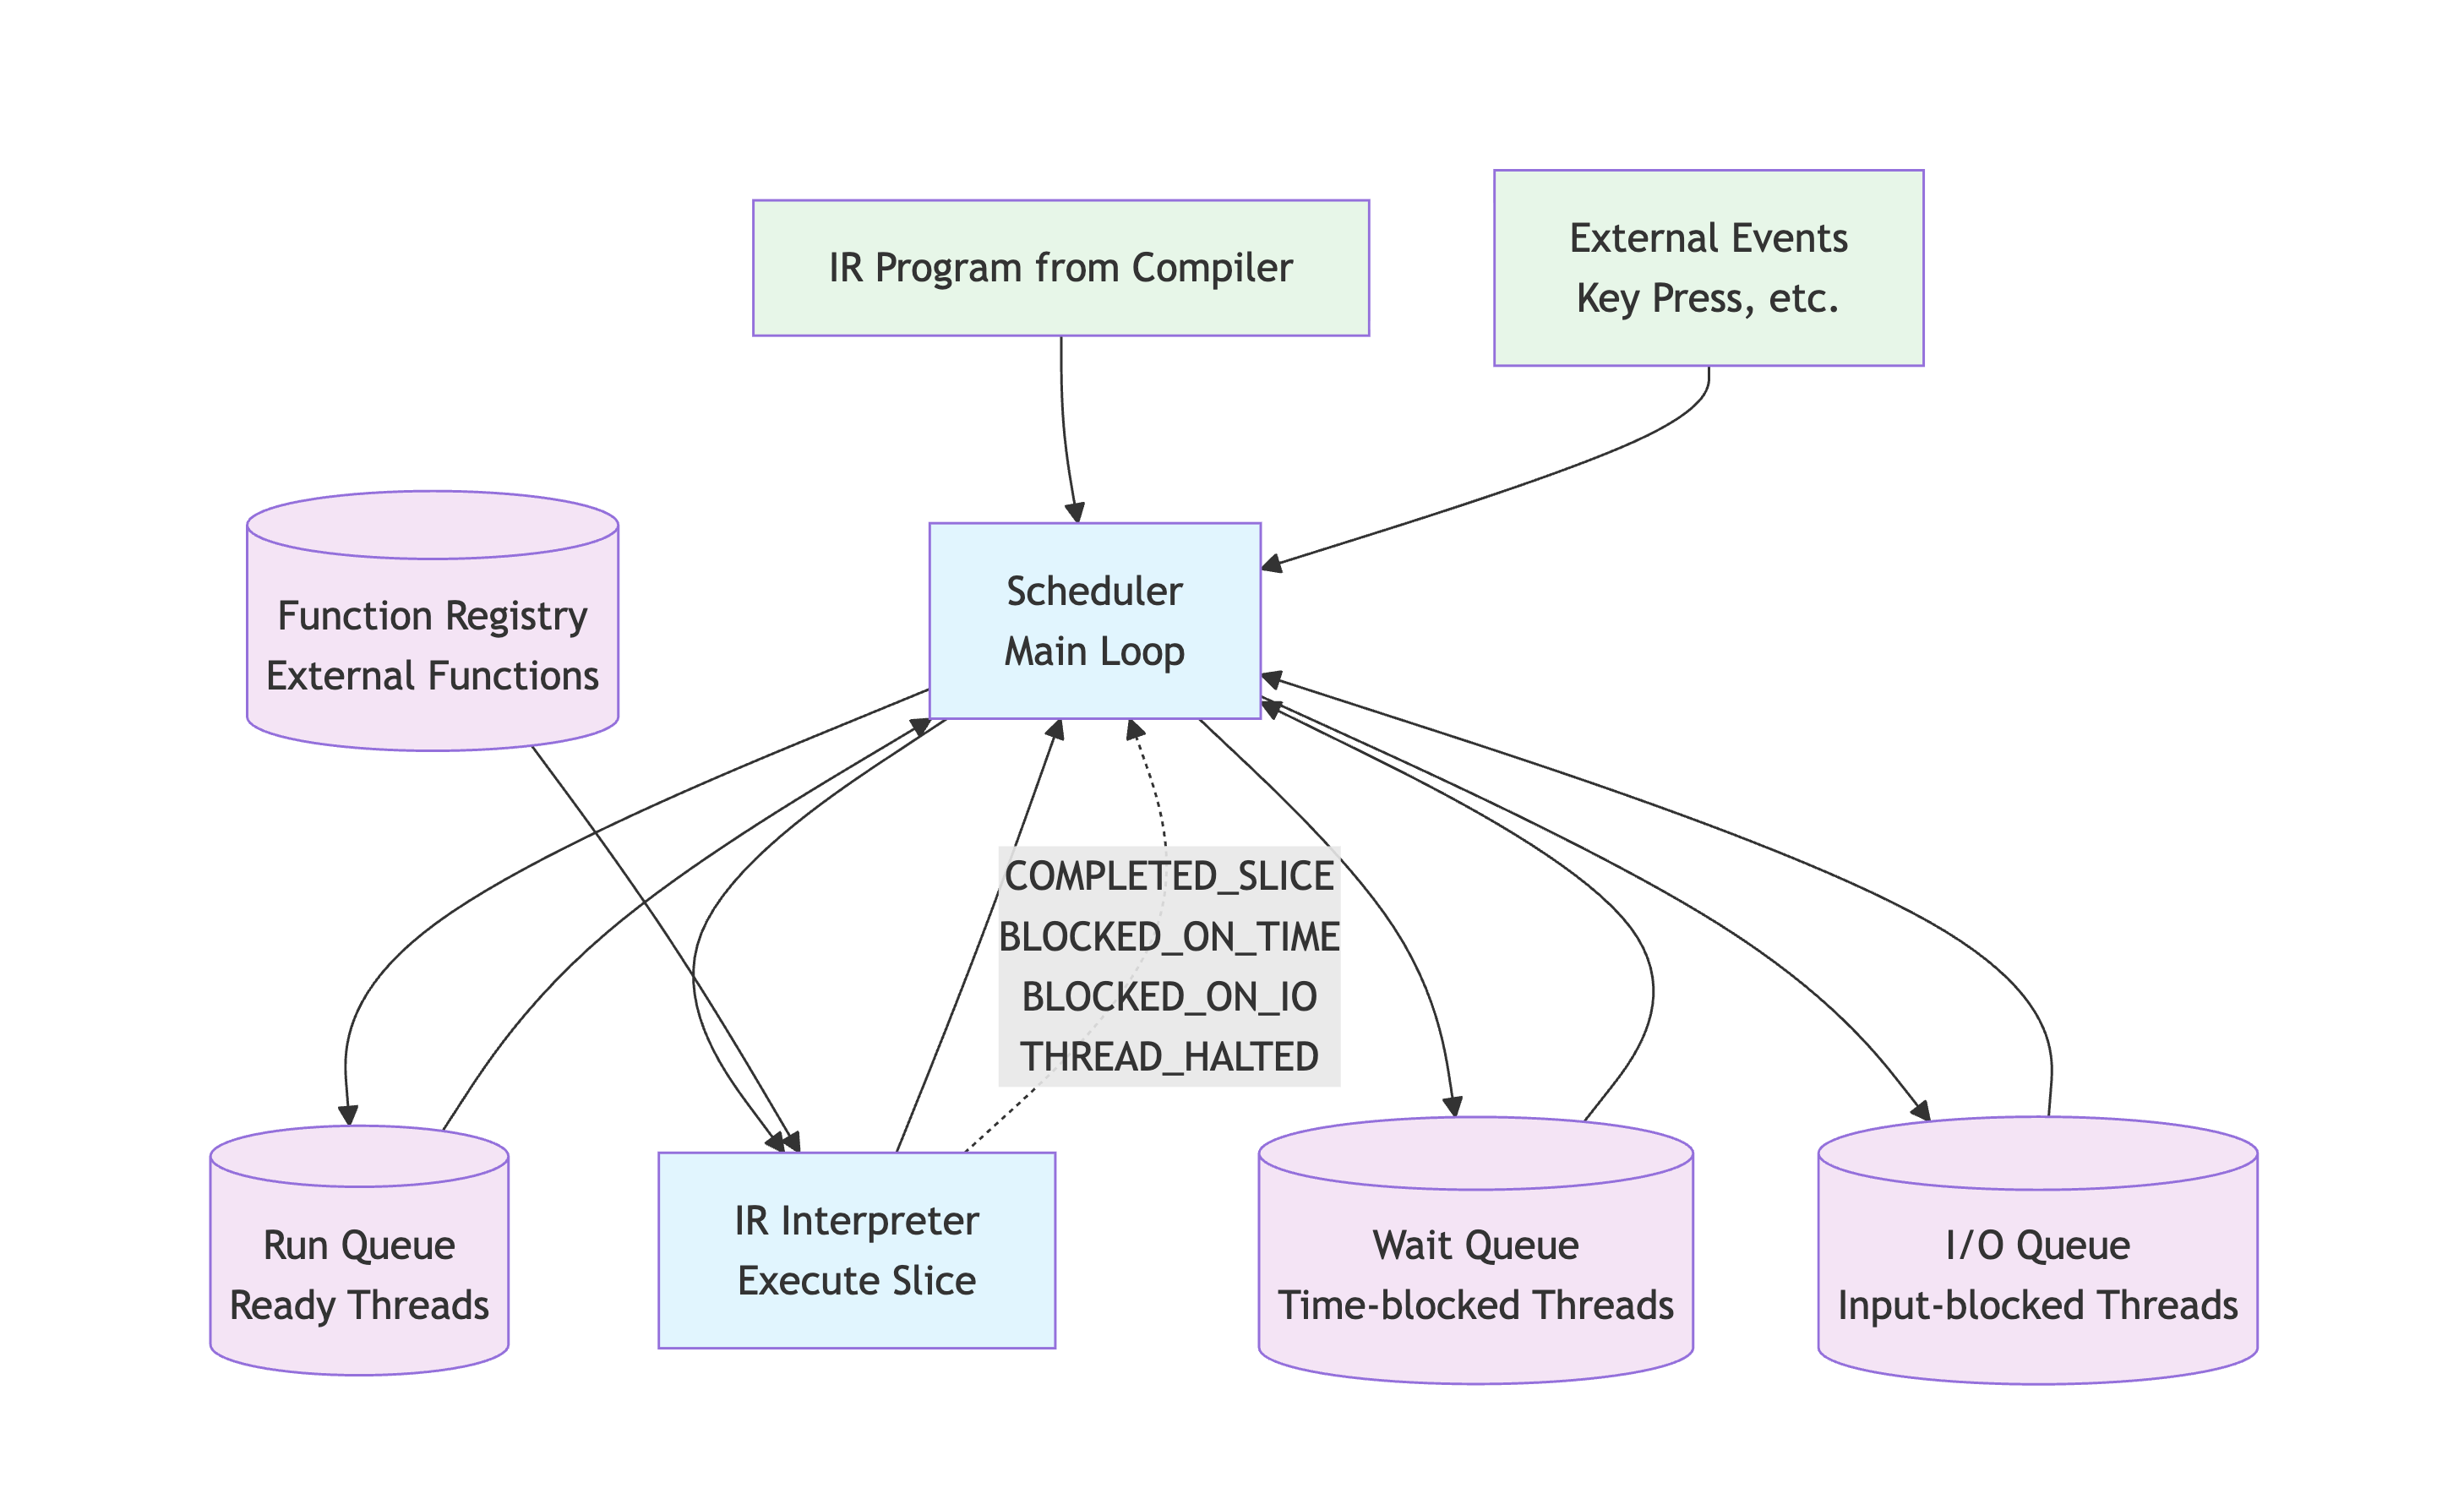 IR Program from Compiler
External Events
Key Press, etc.
Function Registry
External Functions
Scheduler
Main Loop
COMPLETED_SLICE
BLOCKED_ON_TIME
BLOCKED_ON_IO
THREAD_HALTED
Run Queue
Ready Threads
IR Interpreter
Execute Slice
Wait Queue
Time-blocked Threads
I/O Queue
Input-blocked Threads